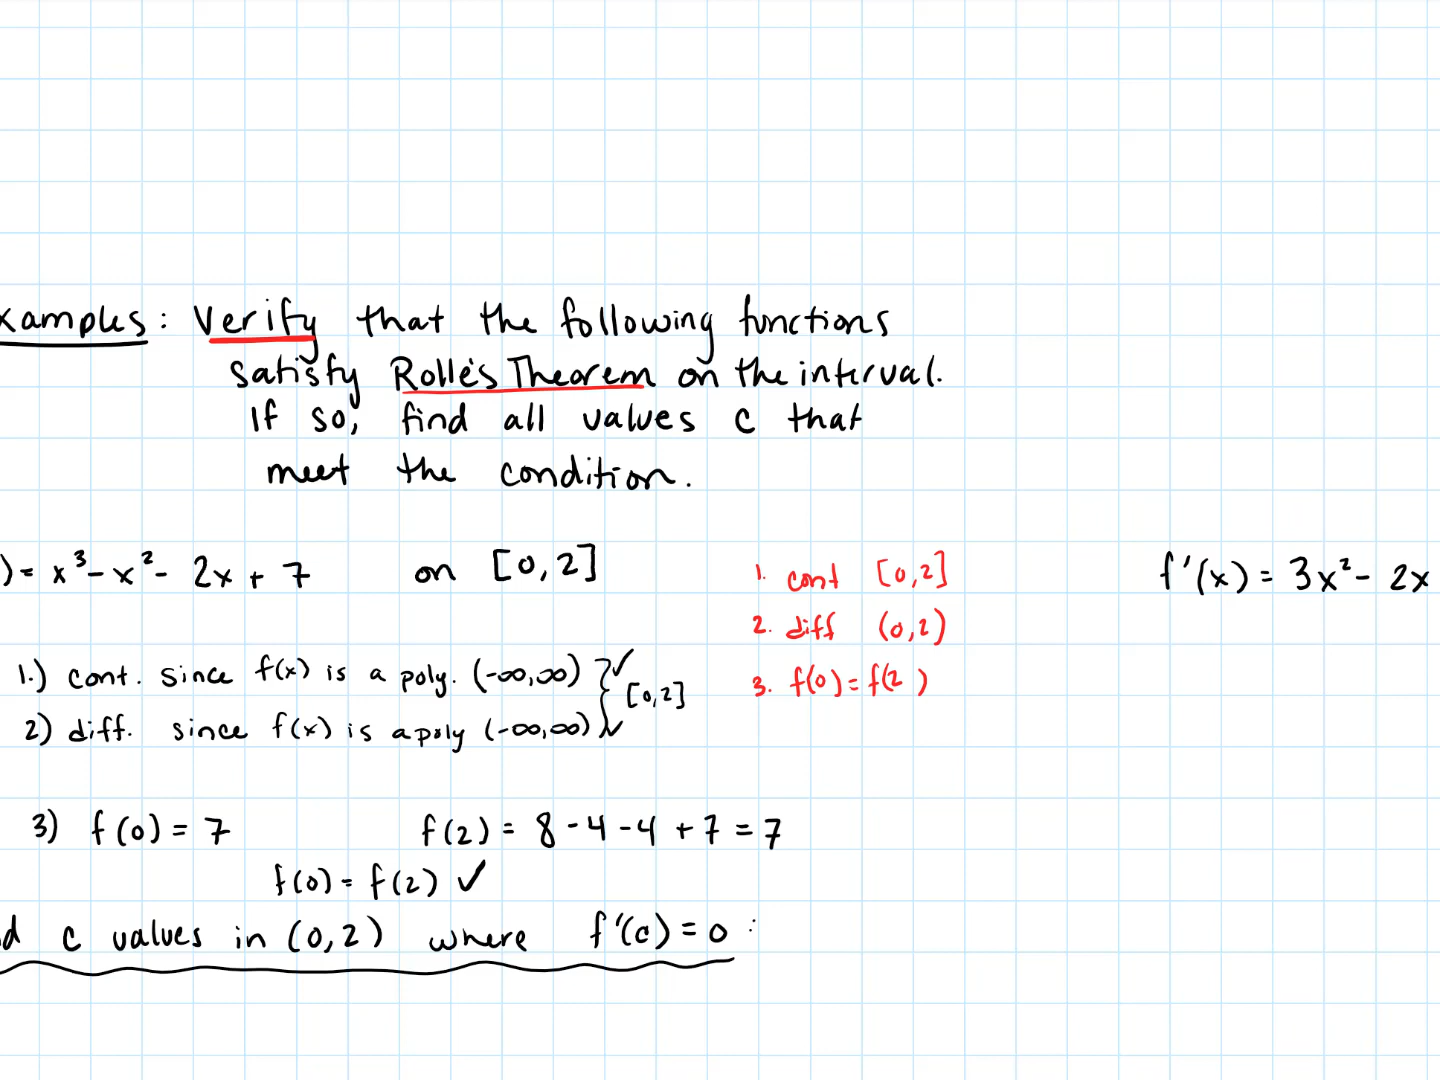 xamples: Verify that the following functions
satisfy Rolle's Theorem on the interval.
If so, find all values c that
meet the condition.
)= x³-x²- 2x + 7 on [0,2]
1. cont [0,2]
2. diff (0,2)
3. f(0)=f(2 )
f'(x) = 3x²- 2x
1.) cont. since f(x) is a poly. (-∞,∞) ✓
2) diff. since f(x) is a poly (-∞,∞) ✓
[0,2]
3) f(0) = 7 f(2) = 8 -4 -4 +7 = 7
f(0) = f(2) ✓
d c values in (0,2) where f'(c) = 0 :